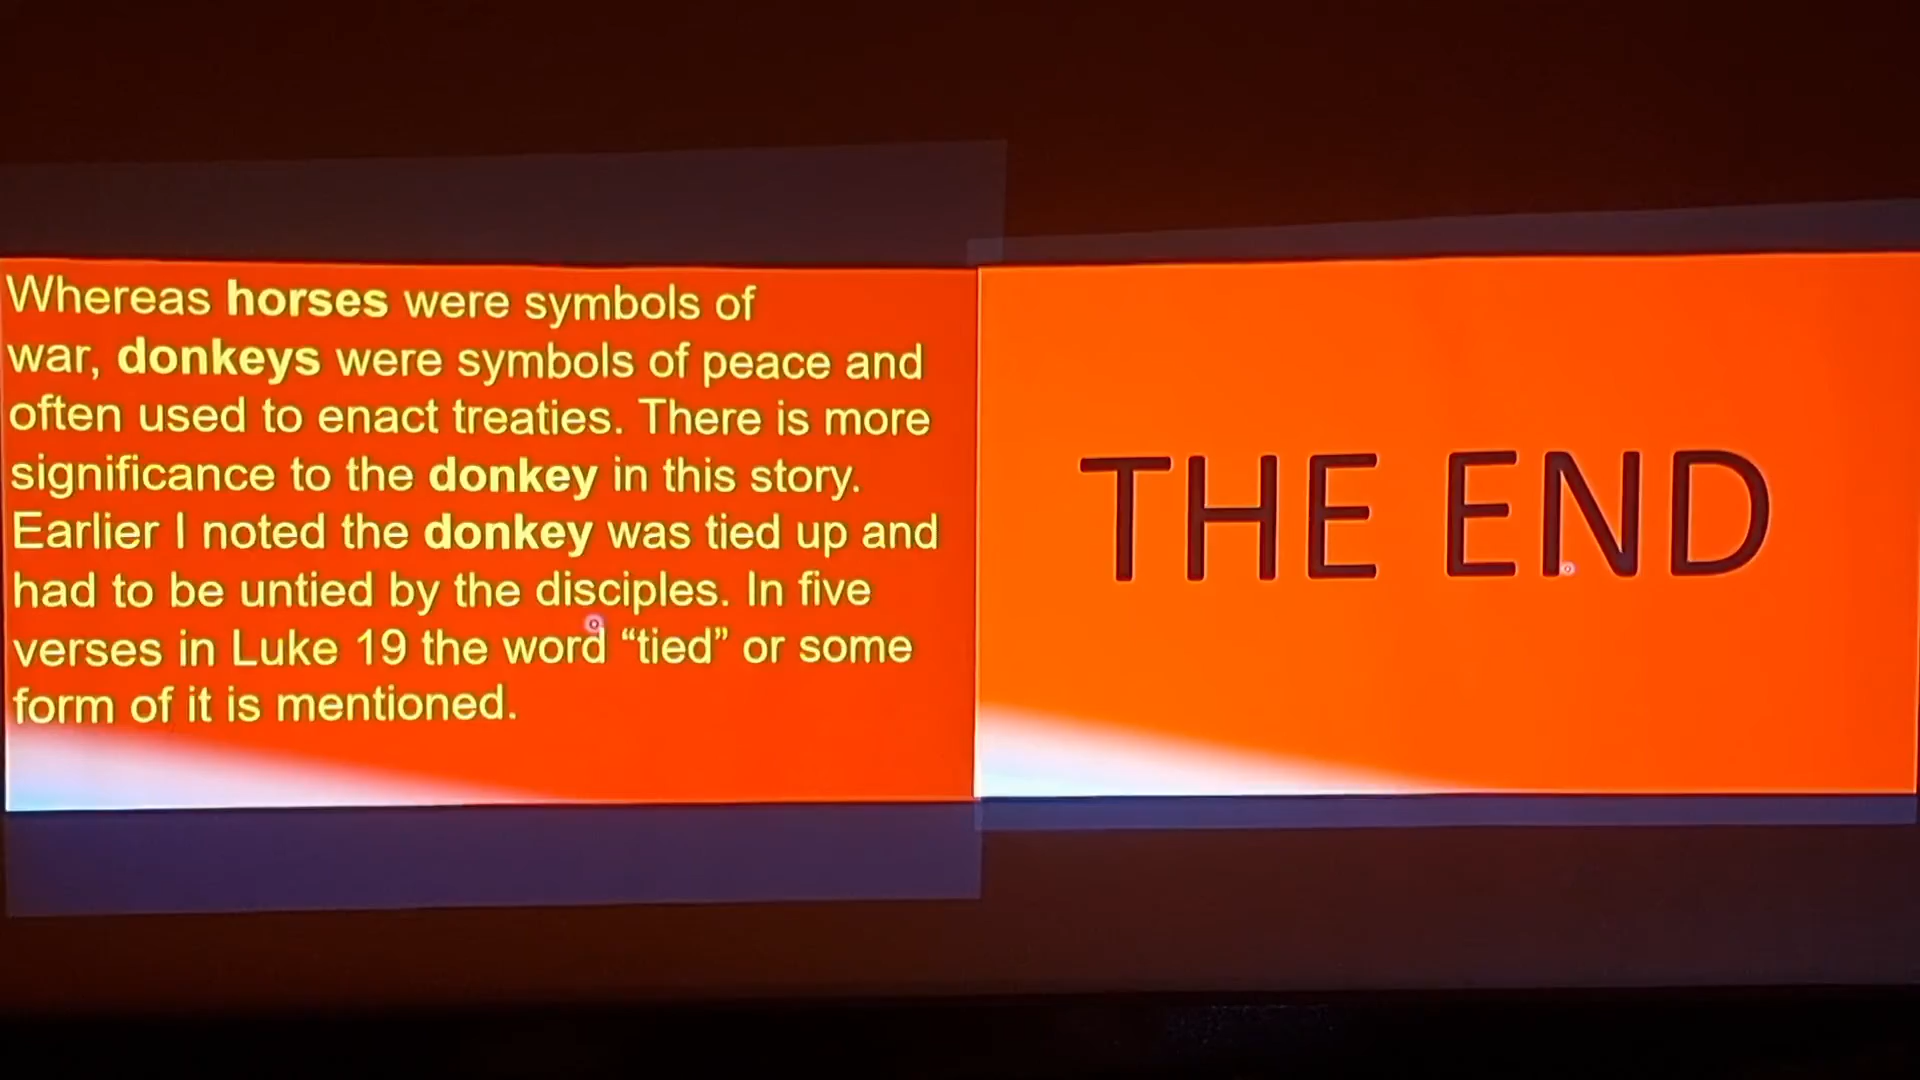 Whereas horses were symbols of
war, donkeys were symbols of peace and
often used to enact treaties. There is more
significance to the donkey in this story.
Earlier I noted the donkey was tied up and
had to be untied by the disciples. In five
verses in Luke 19 the word “tied” or some
form of it is mentioned.
THE END